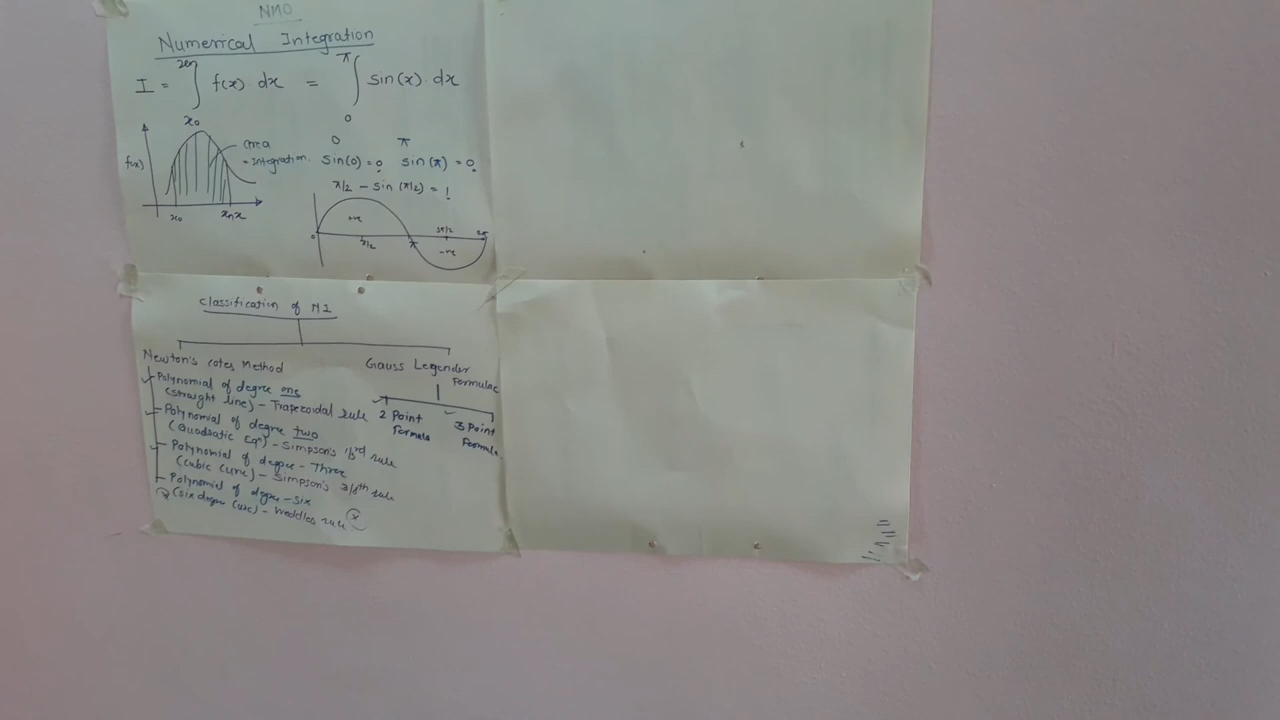 NMO
Numerical Integration
I = ∫ f(x) dx = ∫ sin(x) dx
xn π
x0 0
area
= Integration.
f(x)
x0 xn x
0 π
sin(0) = 0 sin(π) = 0
π/2 - sin(π/2) = 1
+ve
0 π/2 π 3π/2 2π
-ve
Classification of NI
Newton's cotes Method
Polynomial of degree one
(straight line) - Trapezoidal rule
Polynomial of degree two
(Quadratic Eqn) - Simpson's 1/3rd rule
Polynomial of degree - Three
(cubic curve) - Simpson's 3/8th rule
Polynomial of degree - six
(six degree curve) - Weddles rule
Gauss Legender
Formulae
2 Point
Formula
3 Point
Formula